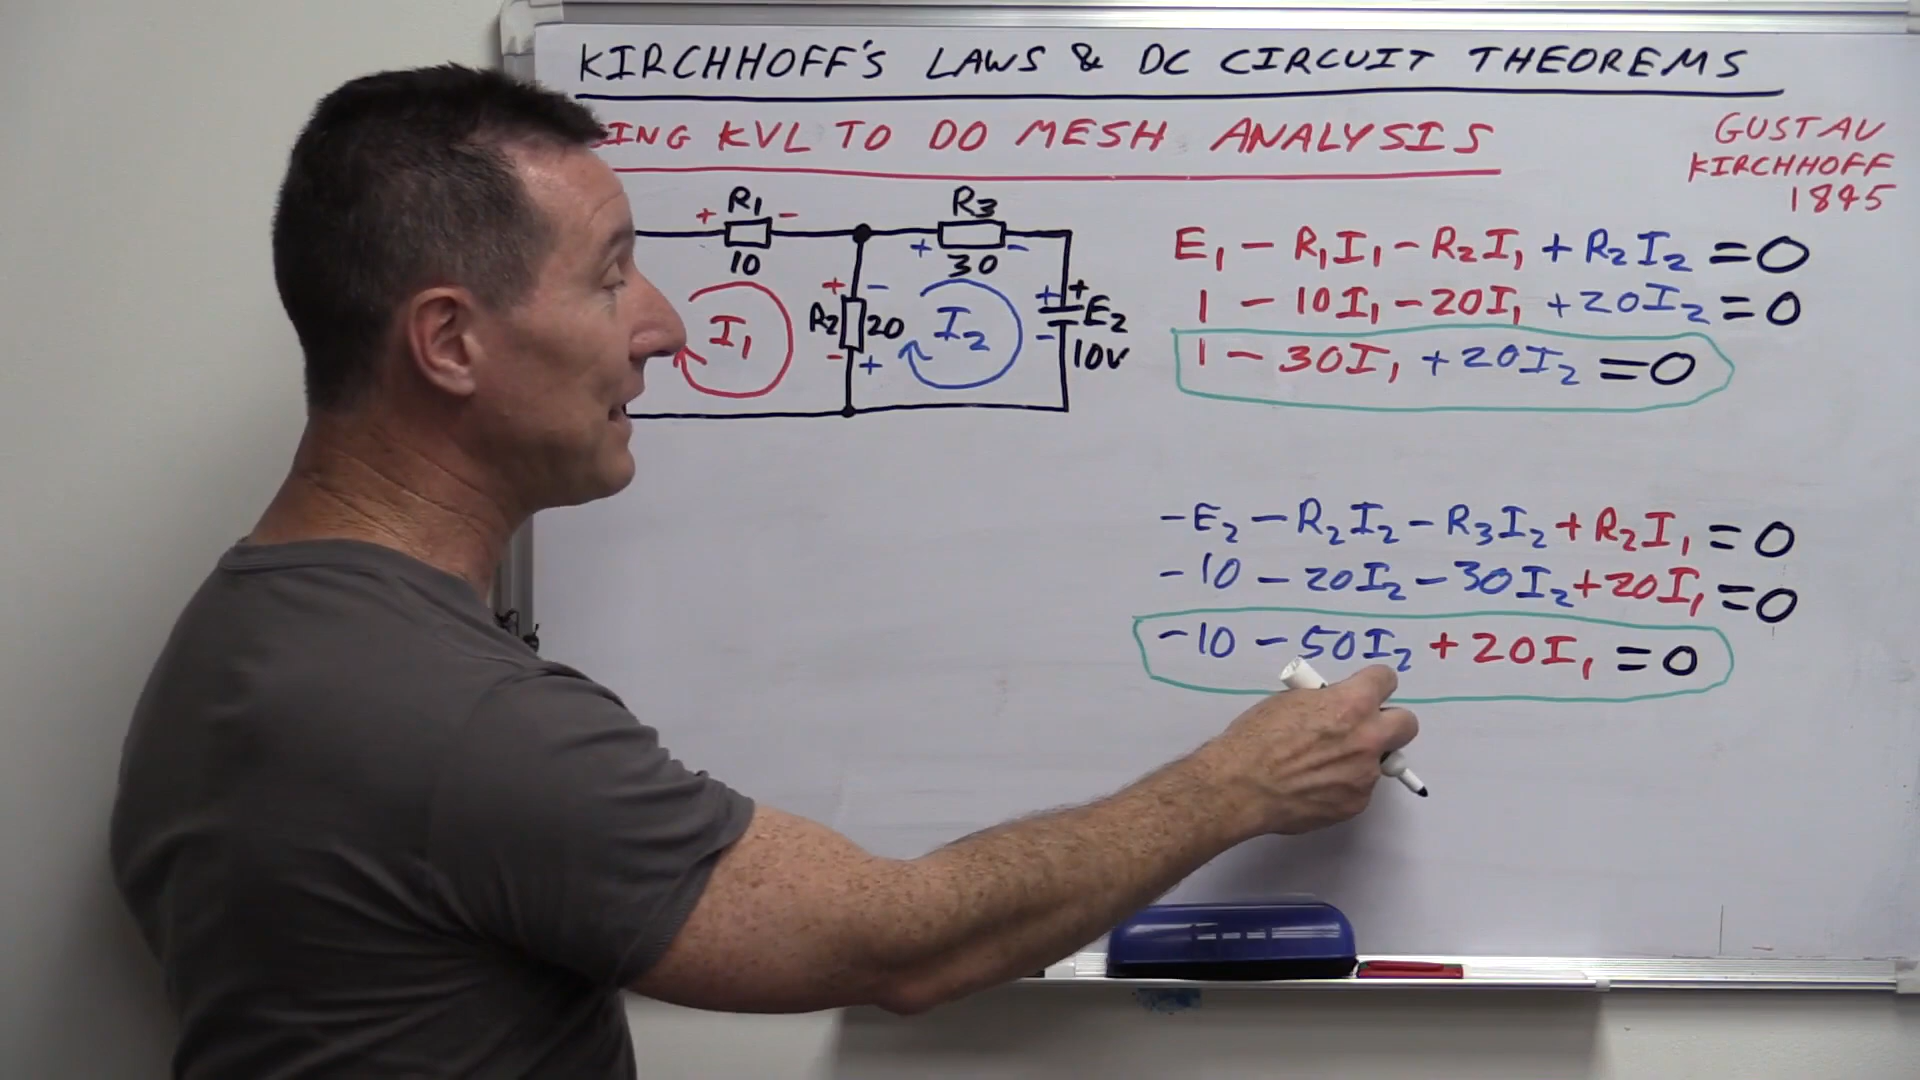 KIRCHHOFF'S LAWS & DC CIRCUIT THEOREMS
KVL TO DO MESH ANALYSIS
GUSTAV
KIRCHHOFF
1845
+ R1 −
10
R3
+ 30 −
+ −
R2 20
− +
I1
I2
+ +
− E2
10V
E1 − R1I1 − R2I1 + R2I2 = 0
1 − 10I1 − 20I1 + 20I2 = 0
1 − 30I1 + 20I2 = 0
−E2 − R2I2 − R3I2 + R2I1 = 0
−10 − 20I2 − 30I2 + 20I1 = 0
−10 − 50I2 + 20I1 = 0